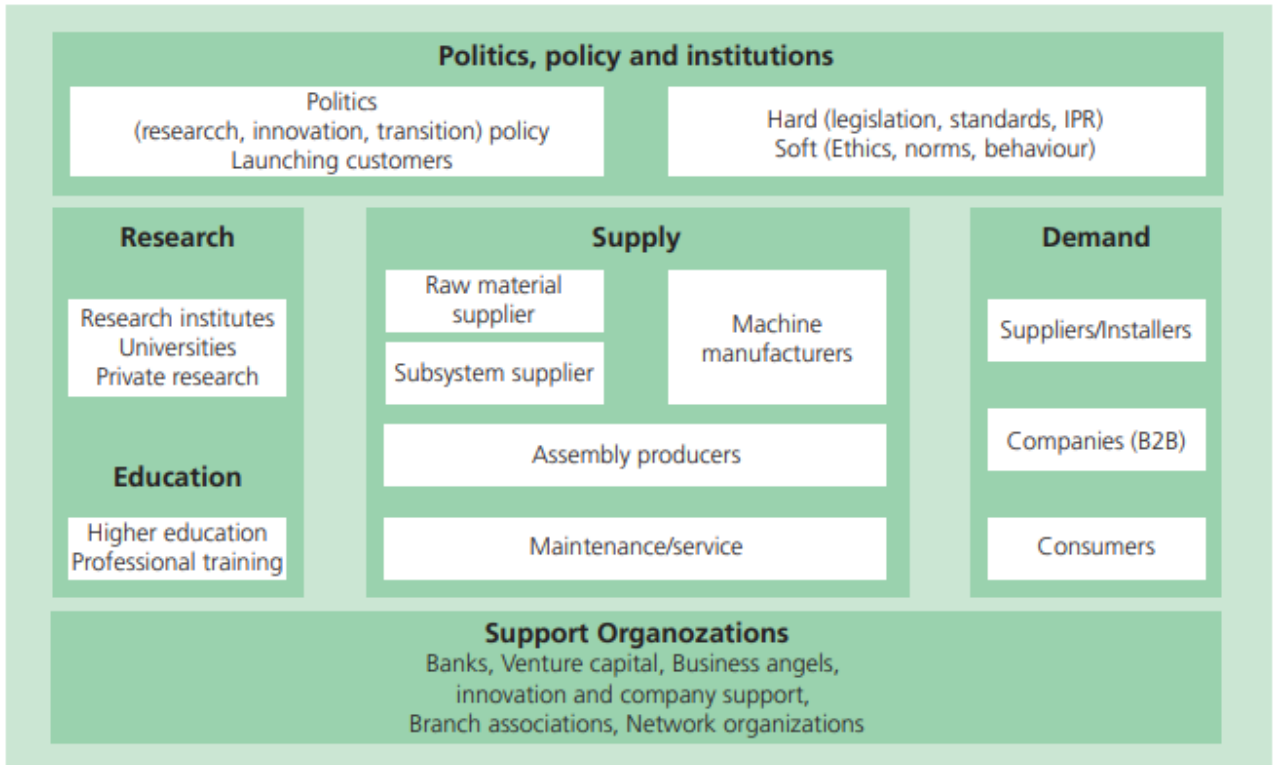 Politics, policy and institutions
Politics
(researcch, innovation, transition) policy
Launching customers
Hard (legislation, standards, IPR)
Soft (Ethics, norms, behaviour)
Research
Research institutes
Universities
Private research
Education
Higher education
Professional training
Supply
Raw material
supplier
Subsystem supplier
Machine
manufacturers
Assembly producers
Maintenance/service
Demand
Suppliers/Installers
Companies (B2B)
Consumers
Support Organozations
Banks, Venture capital, Business angels,
innovation and company support,
Branch associations, Network organizations